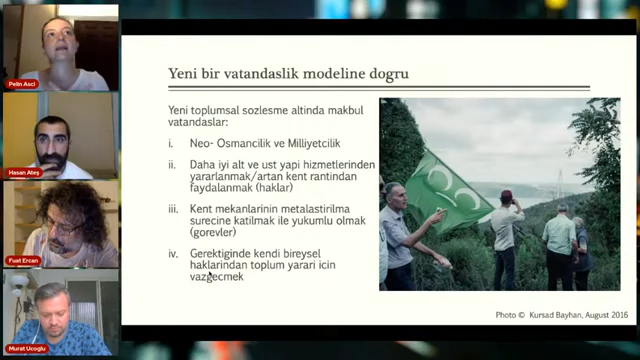 Pelin Asci
Hasan Ateş
Fuat Ercan
Murat Ucoglu
Yeni bir vatandaslik modeline dogru
Yeni toplumsal sozlesme altinda makbul
vatandaslar:
i. Neo- Osmancilik ve Milliyetcilik
ii. Daha iyi alt ve ust yapi hizmetlerinden
yararlanmak/artan kent rantindan
faydalanmak (haklar)
iii. Kent mekanlarinin metalastirilma
surecine katilmak ile yukumlu olmak
(gorevler)
iv. Gerektiginde kendi bireysel
haklarindan toplum yarari icin
vazgecmek
Photo © Kursad Bayhan, August 2016